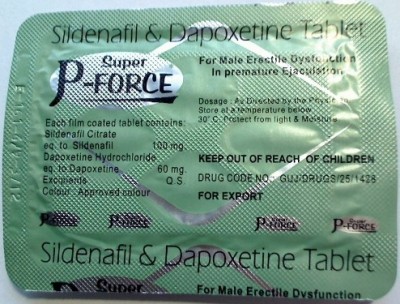 Sildenafil & Dapoxetine Tablet
Super
P-FORCE
For Male Erectile Dysfunction
In premature Ejaculation
Each film coated tablet contains:
Sildenafil Citrate
eq. to Sildenafil 100 mg.
Dapoxetine Hydrochloride
eq. to Dapoxetine 60 mg.
Excipients Q.S.
Colour : Approved colour
Dosage : As Directed by the
Store at a temperature below
30°C. Protect from light & Moisture.
KEEP OUT OF REACH OF CHILDREN
DRUG CODE NO.: GUJ/DRUGS/25/1428
FOR EXPORT
P-FORCE
P-FORCE
P-FORCE
P-FORCE
Sildenafil & Dapoxetine Tablet
Super
For Male Erectile Dysfunction